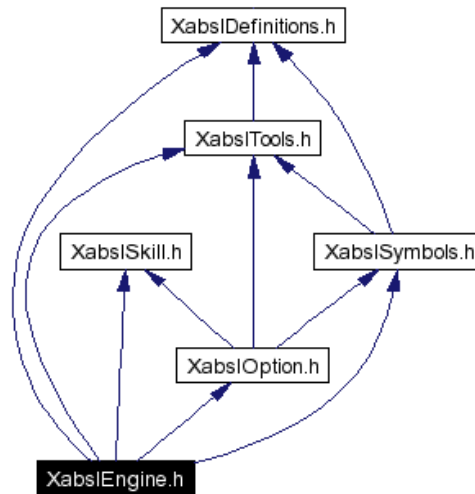 XabslDefinitions.h
XabslTools.h
XabslSkill.h
XabslSymbols.h
XabslOption.h
XabslEngine.h